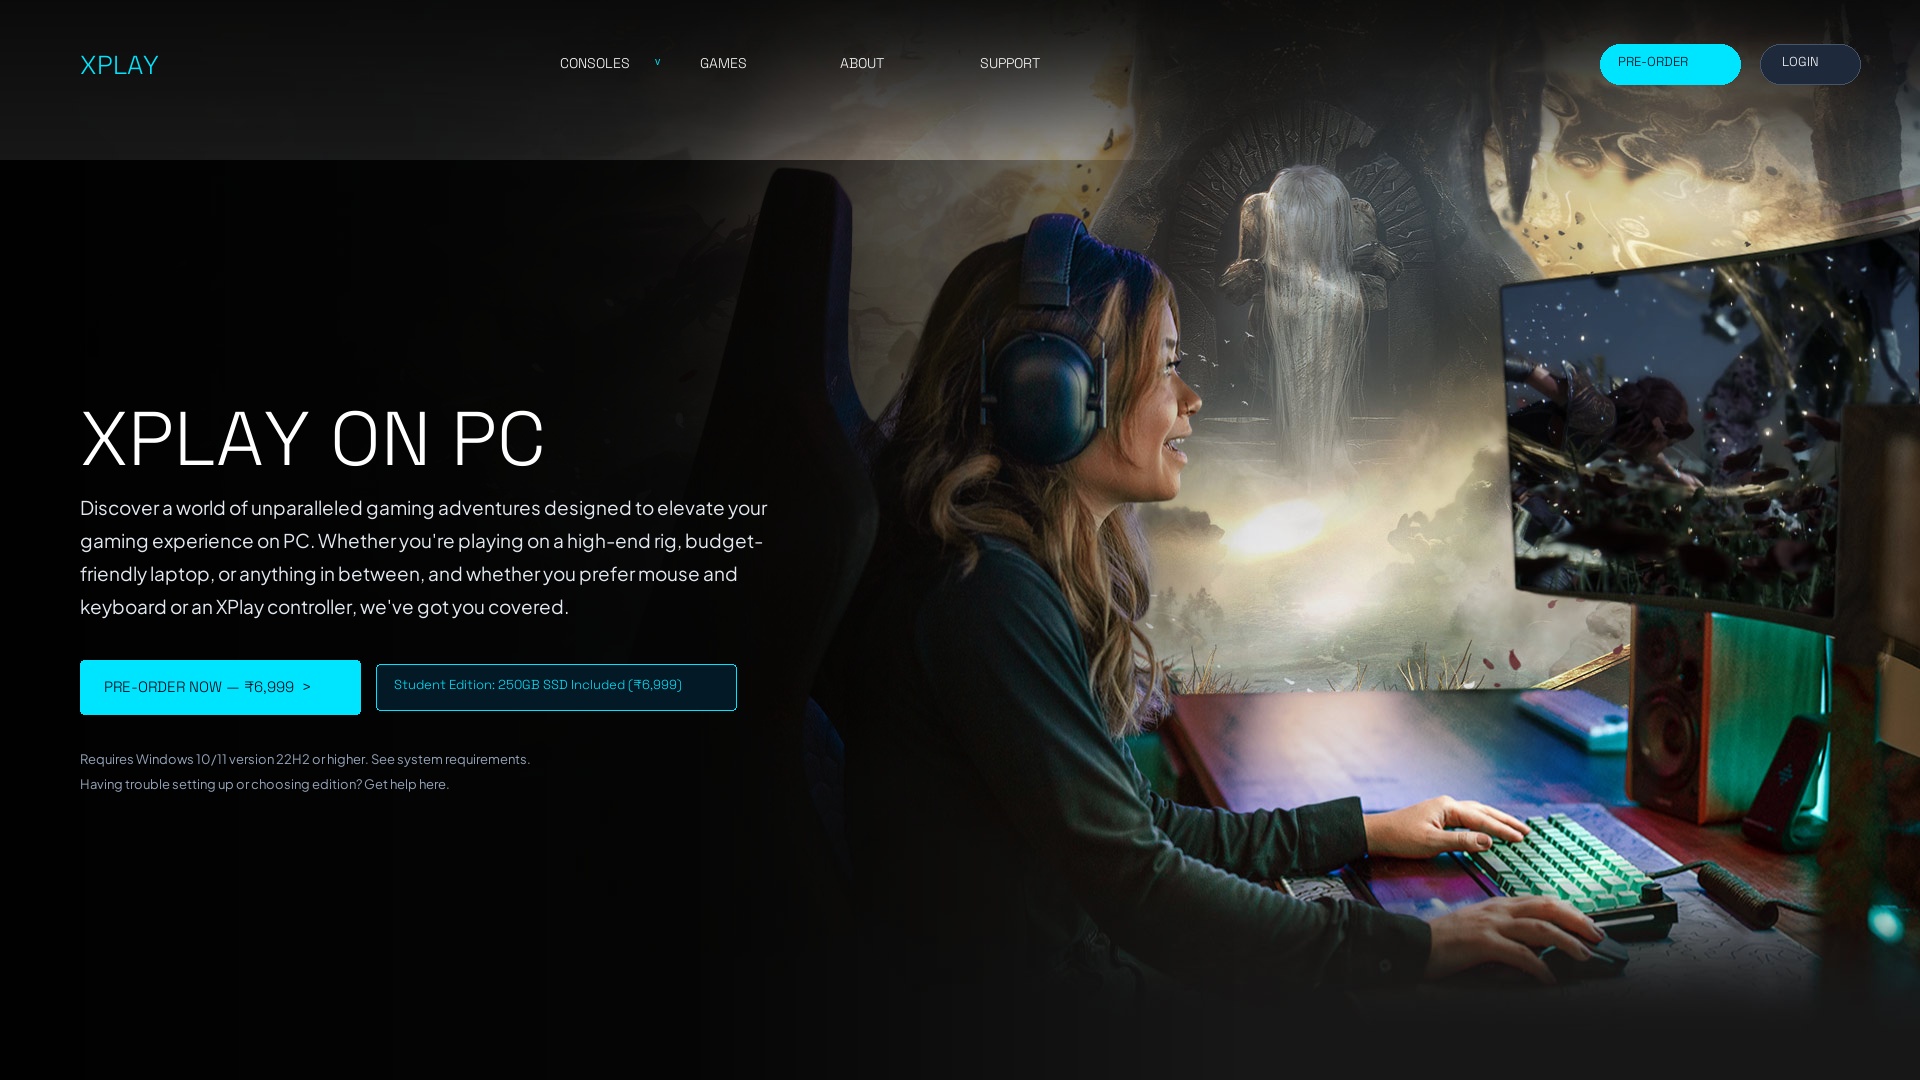 XPLAY
CONSOLES v GAMES ABOUT SUPPORT
PRE-ORDER LOGIN
XPLAY ON PC
Discover a world of unparalleled gaming adventures designed to elevate your
gaming experience on PC. Whether you're playing on a high-end rig, budget-
friendly laptop, or anything in between, and whether you prefer mouse and
keyboard or an XPlay controller, we've got you covered.
PRE-ORDER NOW — ₹6,999 >
Student Edition: 250GB SSD Included (₹6,999)
Requires Windows 10/11 version 22H2 or higher. See system requirements.
Having trouble setting up or choosing edition? Get help here.